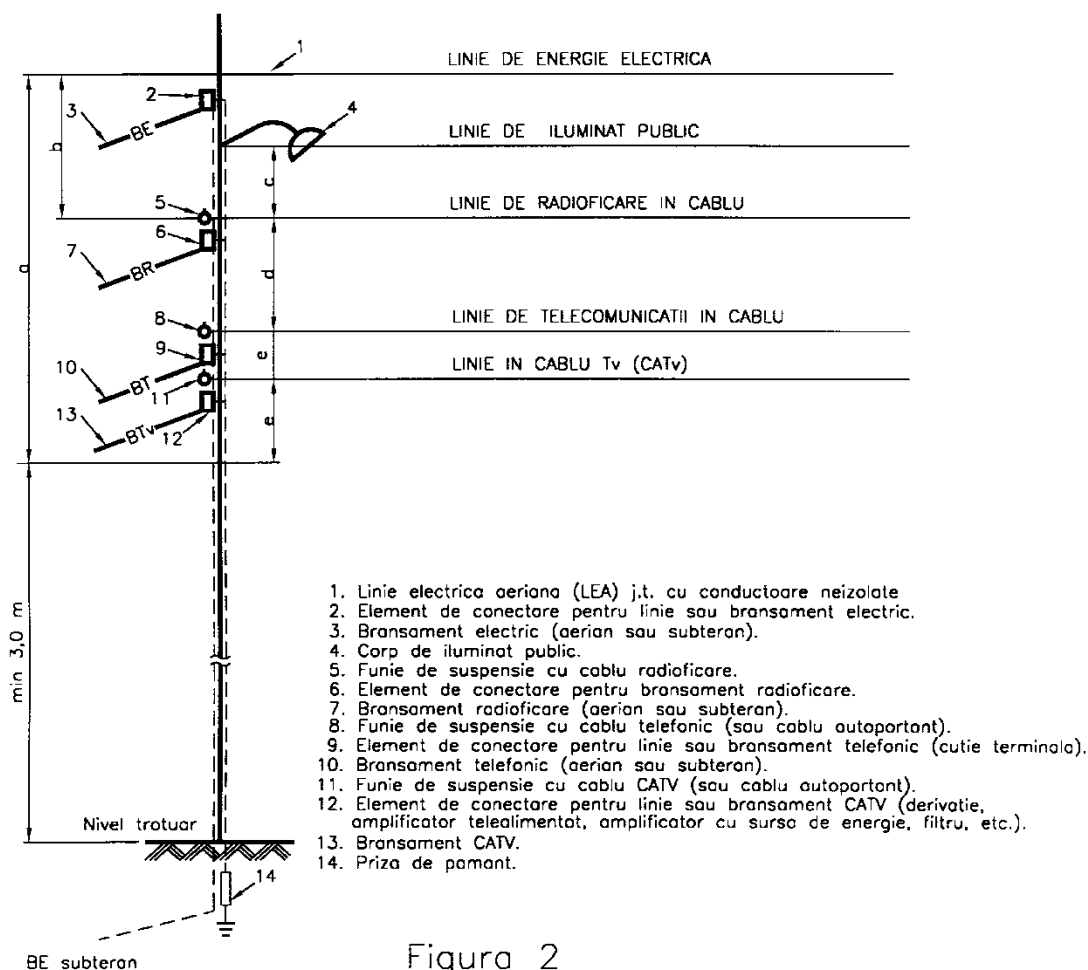 1
LINIE DE ENERGIE ELECTRICA
2
3
BE
4
LINIE DE ILUMINAT PUBLIC
b
c
5
LINIE DE RADIOFICARE IN CABLU
6
7
BR
a
d
8
LINIE DE TELECOMUNICATII IN CABLU
9
e
LINIE IN CABLU Tv (CATv)
10
BT
11
13
BTv
12
e
min 3,0 m
1. Linie electrica aeriana (LEA) j.t. cu conductoare neizolate
2. Element de conectare pentru linie sau bransament electric.
3. Bransament electric (aerian sau subteran).
4. Corp de iluminat public.
5. Funie de suspensie cu cablu radioficare.
6. Element de conectare pentru bransament radioficare.
7. Bransament radioficare (aerian sau subteran).
8. Funie de suspensie cu cablu telefonic (sau cablu autoportant).
9. Element de conectare pentru linie sau bransament telefonic (cutie terminala).
10. Bransament telefonic (aerian sau subteran).
11. Funie de suspensie cu cablu CATV (sau cablu autoportant).
12. Element de conectare pentru linie sau bransament CATV (derivatie,
amplificator telealimentat, amplificator cu sursa de energie, filtru, etc.).
13. Bransament CATV.
14. Priza de pamant.
Nivel trotuar
14
BE subteran
Figura 2